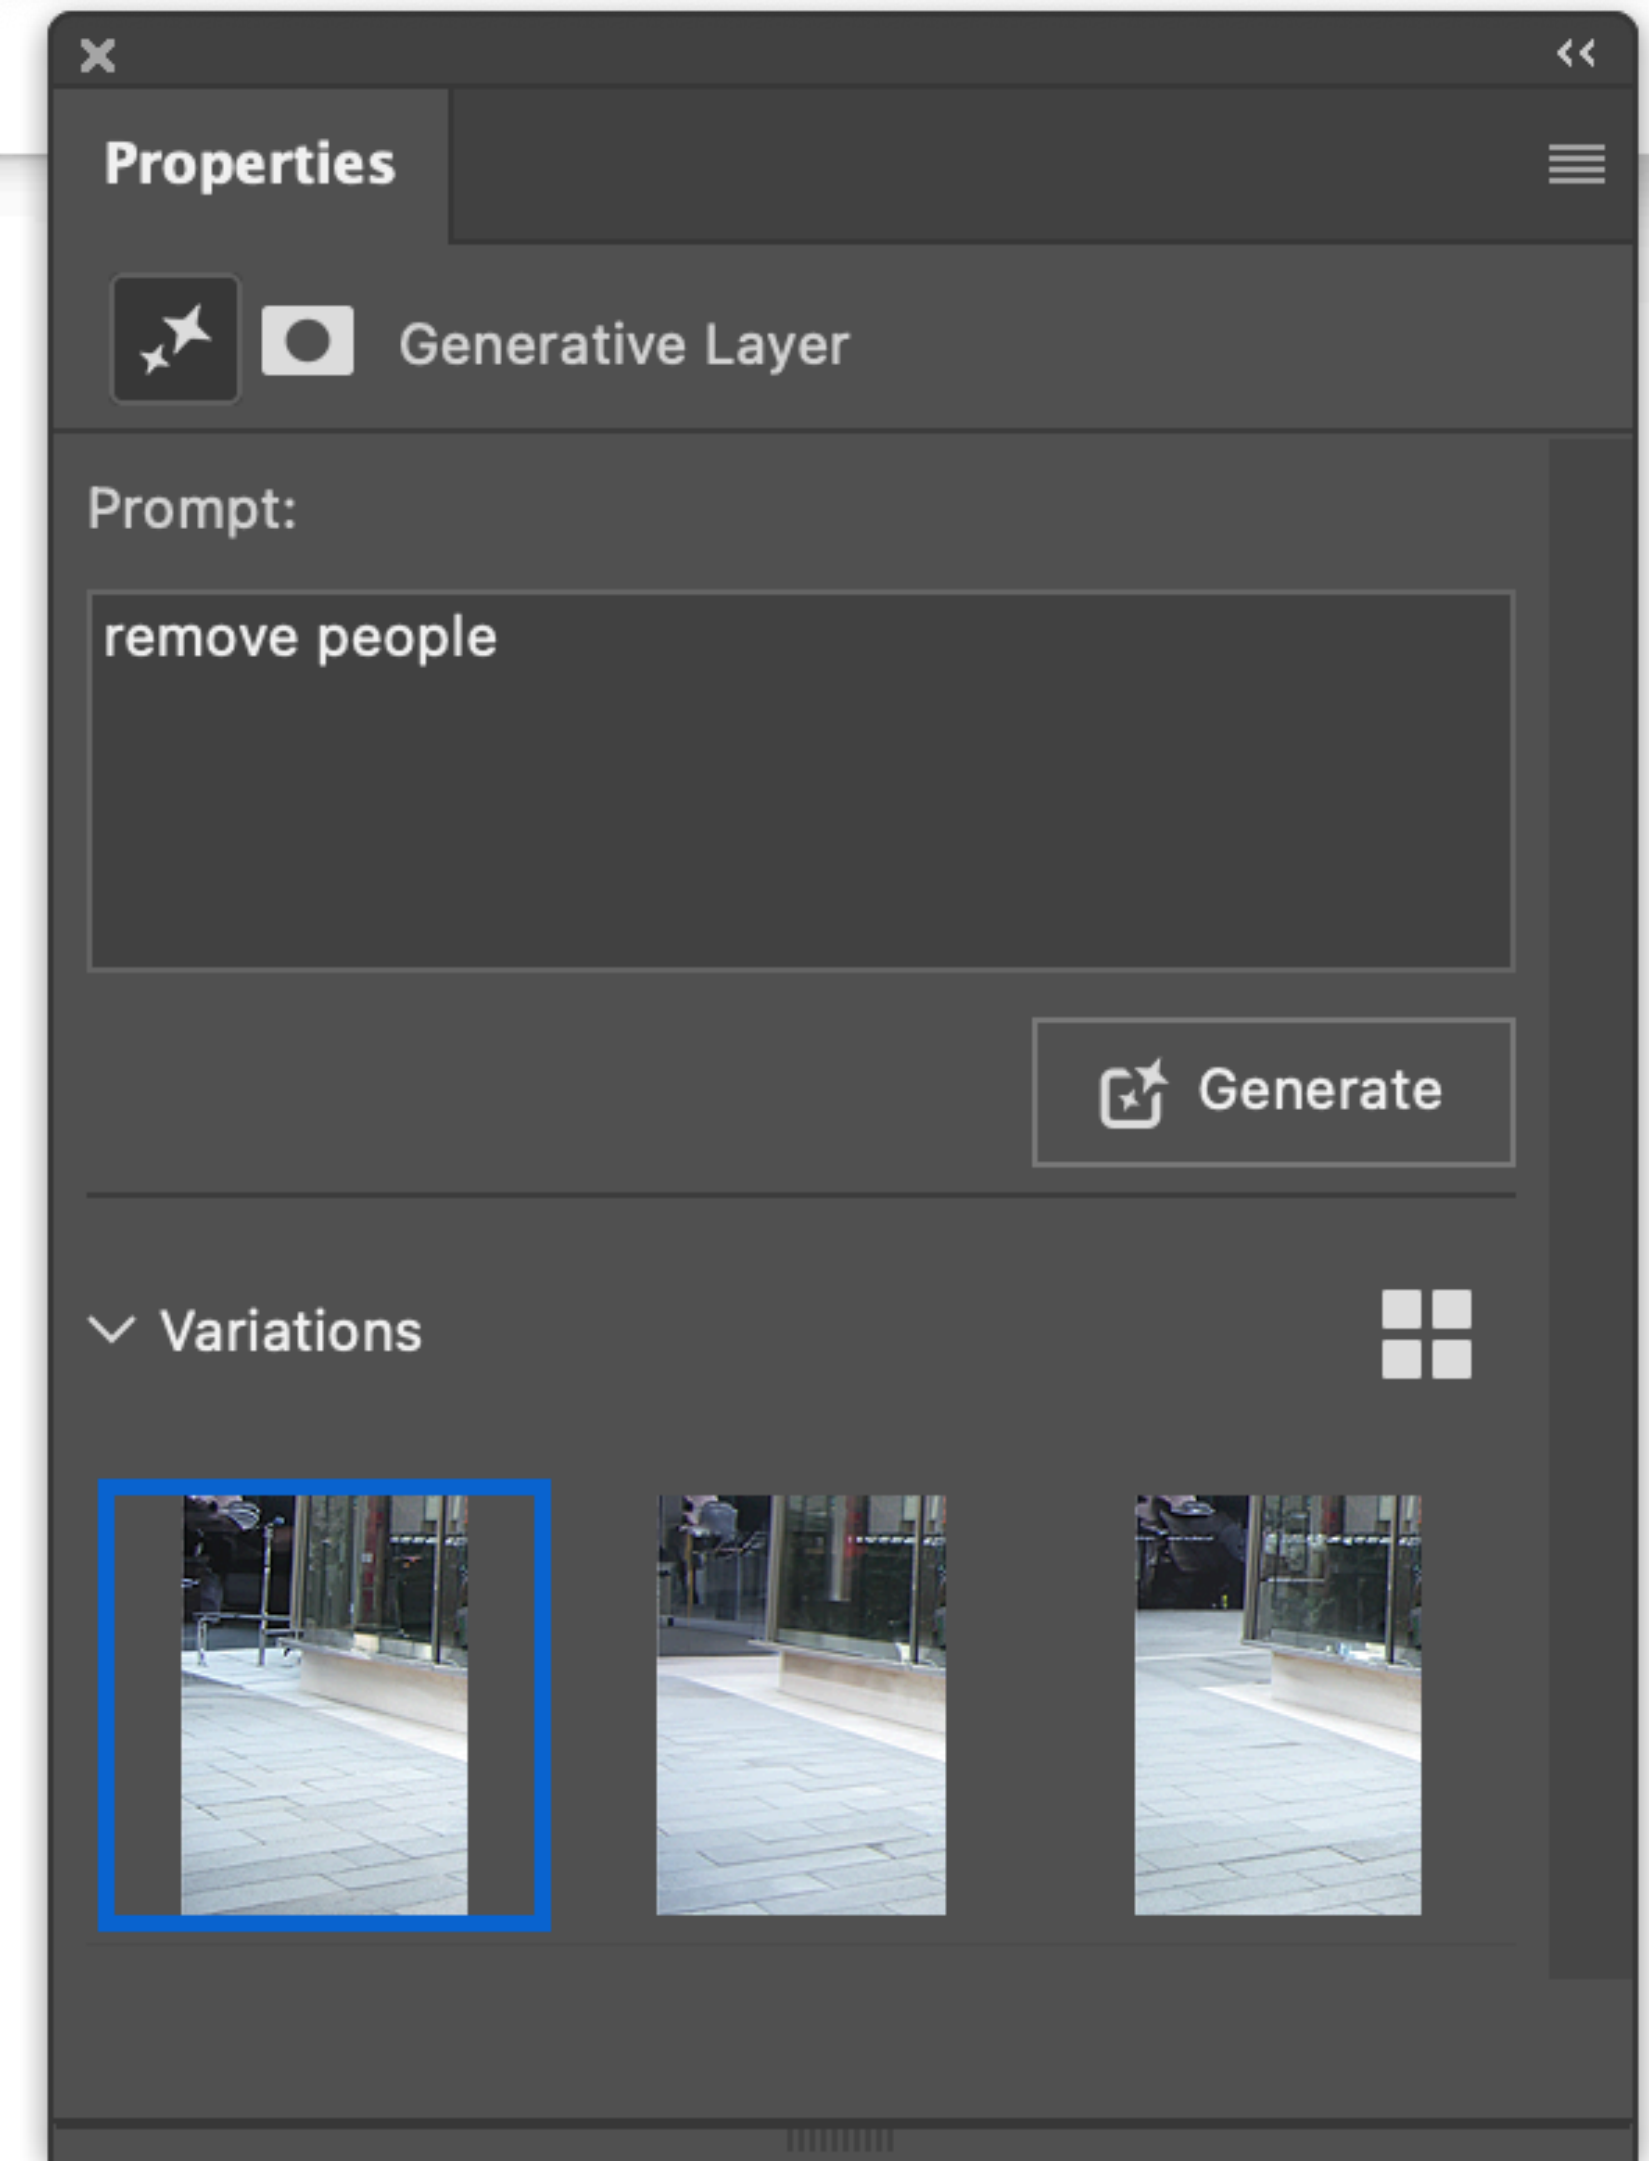 Properties
Generative Layer
Prompt:
remove people
Generate
Variations